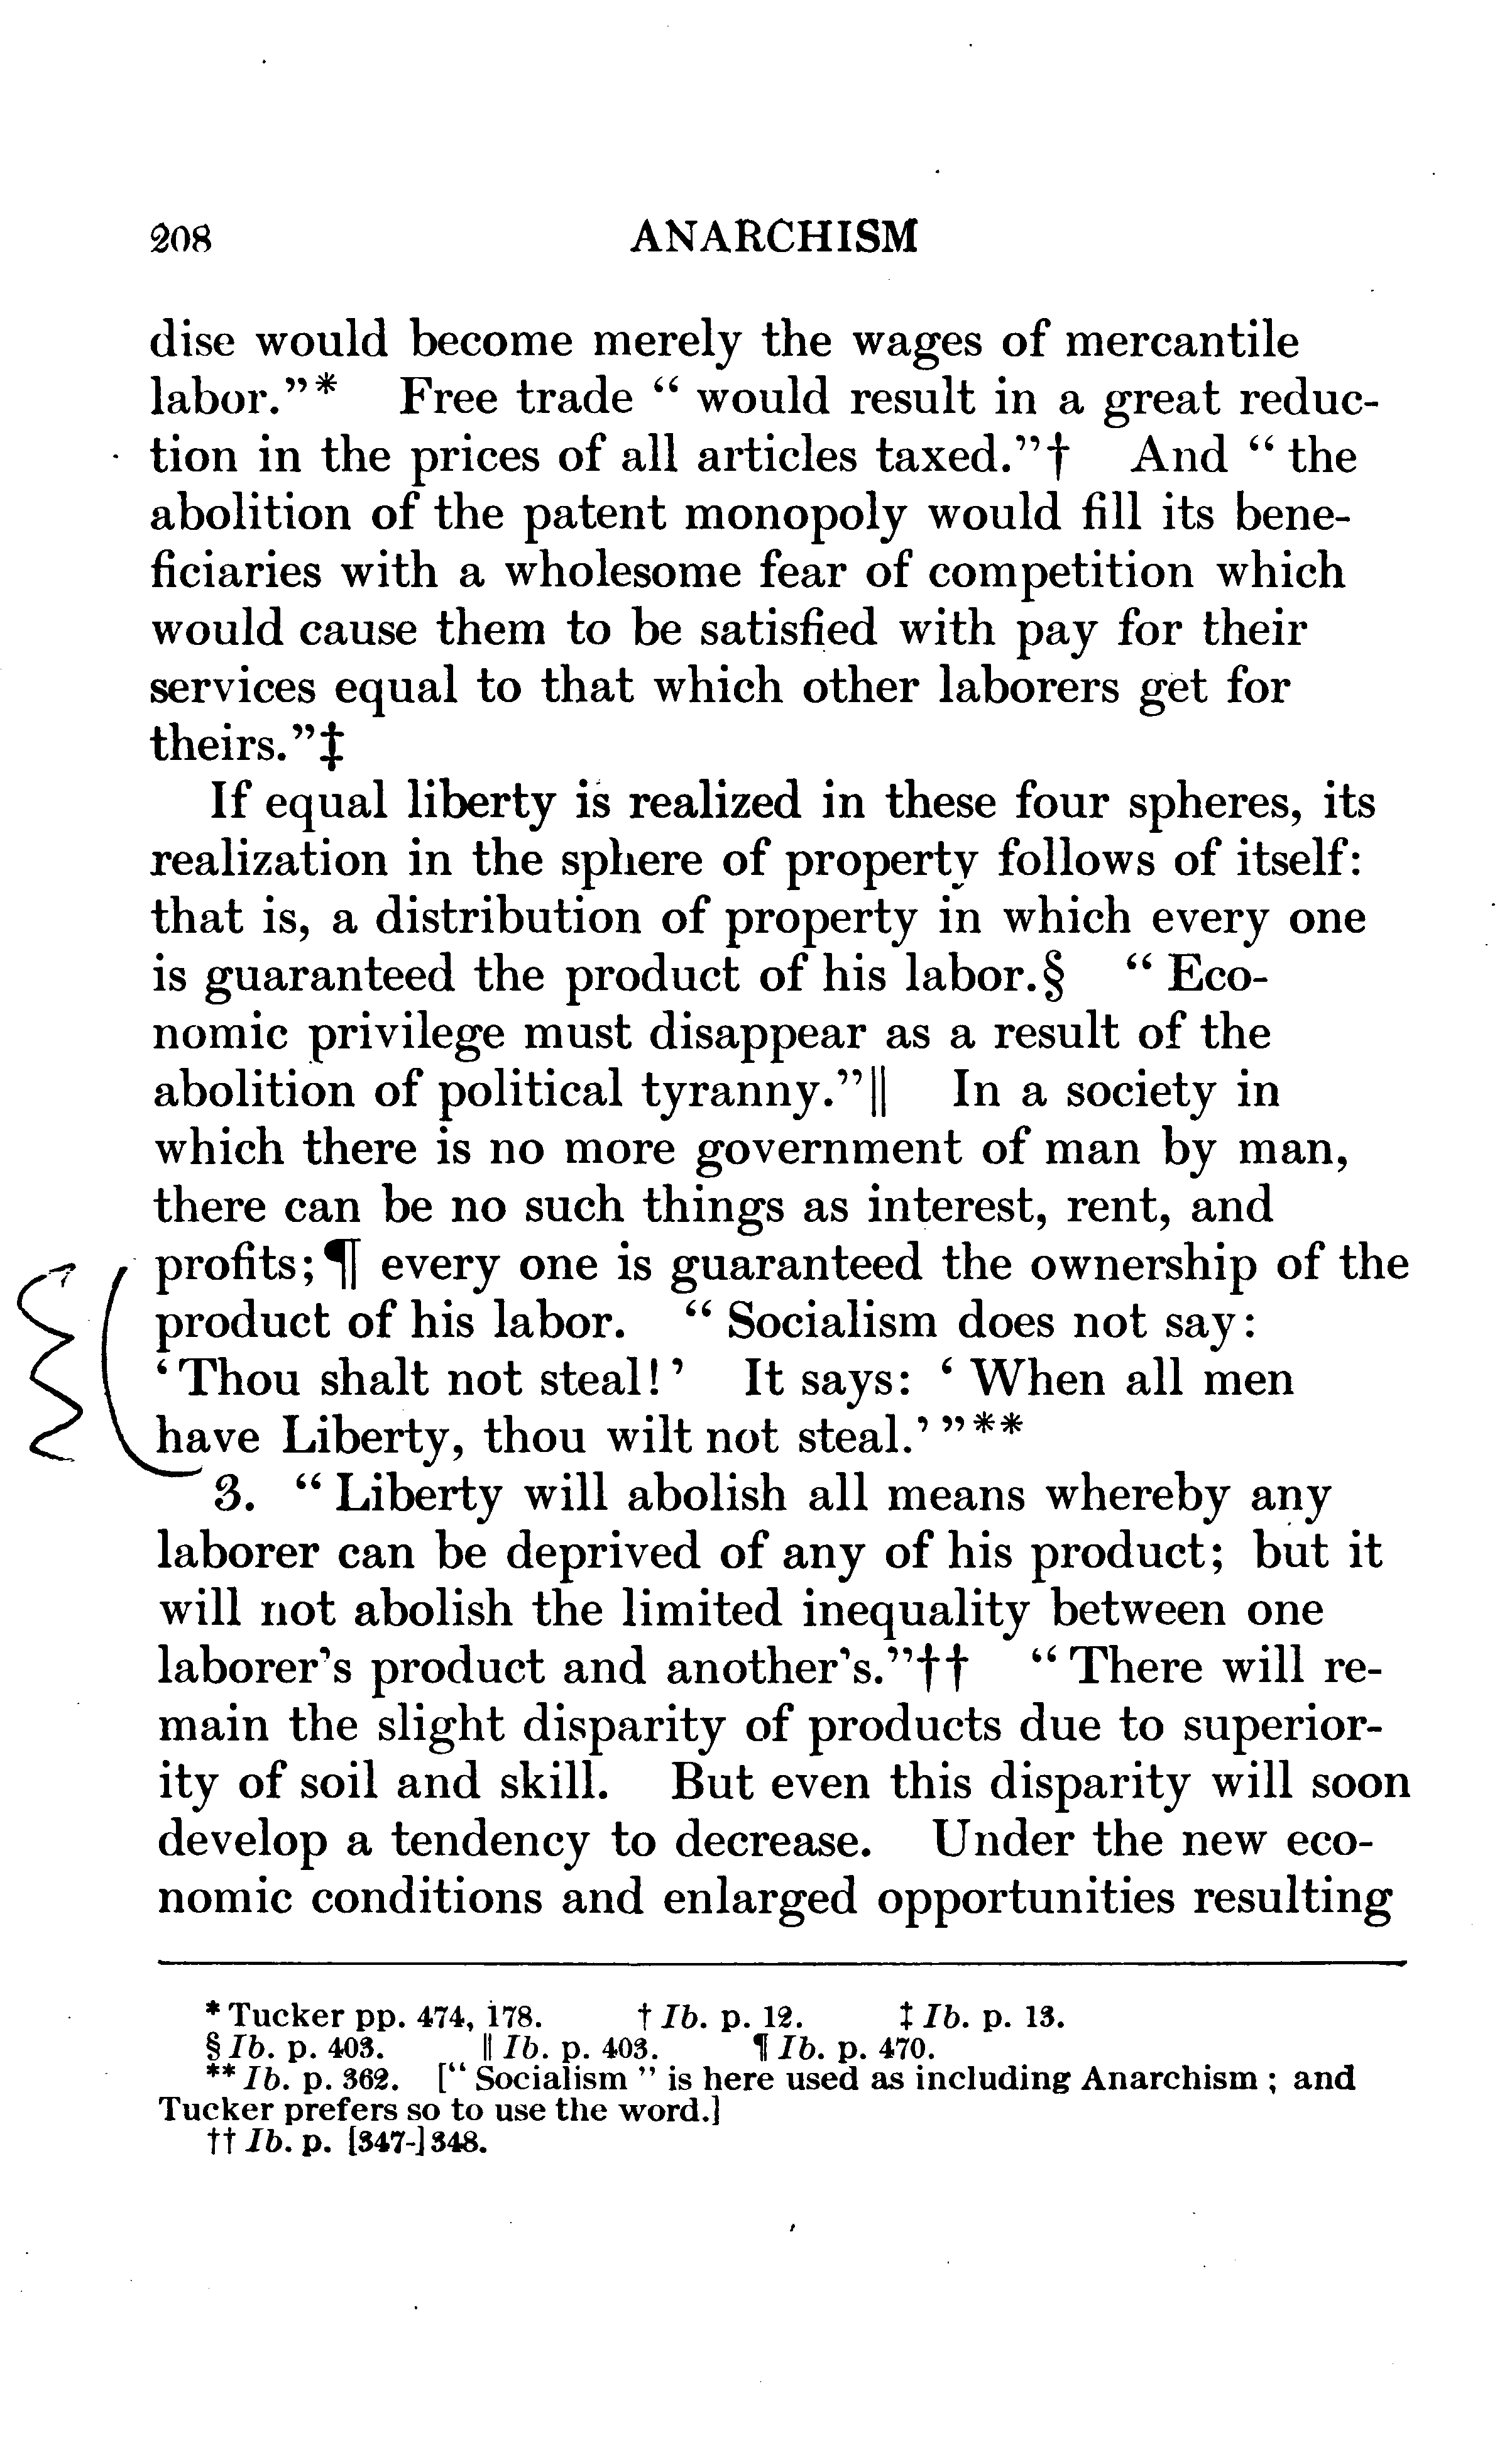 208 ANARCHISM
dise would become merely the wages of mercantile
labor."* Free trade " would result in a great reduc-
tion in the prices of all articles taxed."† And " the
abolition of the patent monopoly would fill its bene-
ficiaries with a wholesome fear of competition which
would cause them to be satisfied with pay for their
services equal to that which other laborers get for
theirs."‡
If equal liberty is realized in these four spheres, its
realization in the sphere of property follows of itself:
that is, a distribution of property in which every one
is guaranteed the product of his labor.§ " Eco-
nomic privilege must disappear as a result of the
abolition of political tyranny."‖ In a society in
which there is no more government of man by man,
there can be no such things as interest, rent, and
profits;¶ every one is guaranteed the ownership of the
product of his labor. " Socialism does not say:
' Thou shalt not steal! ' It says: ' When all men
have Liberty, thou wilt not steal.' "**
3. " Liberty will abolish all means whereby any
laborer can be deprived of any of his product; but it
will not abolish the limited inequality between one
laborer's product and another's."†† " There will re-
main the slight disparity of products due to superior-
ity of soil and skill. But even this disparity will soon
develop a tendency to decrease. Under the new eco-
nomic conditions and enlarged opportunities resulting
* Tucker pp. 474, 178. † Ib. p. 12. ‡ Ib. p. 13.
§ Ib. p. 403. ‖ Ib. p. 403. ¶ Ib. p. 470.
** Ib. p. 362. [" Socialism " is here used as including Anarchism ; and
Tucker prefers so to use the word.]
†† Ib. p. [347-]348.